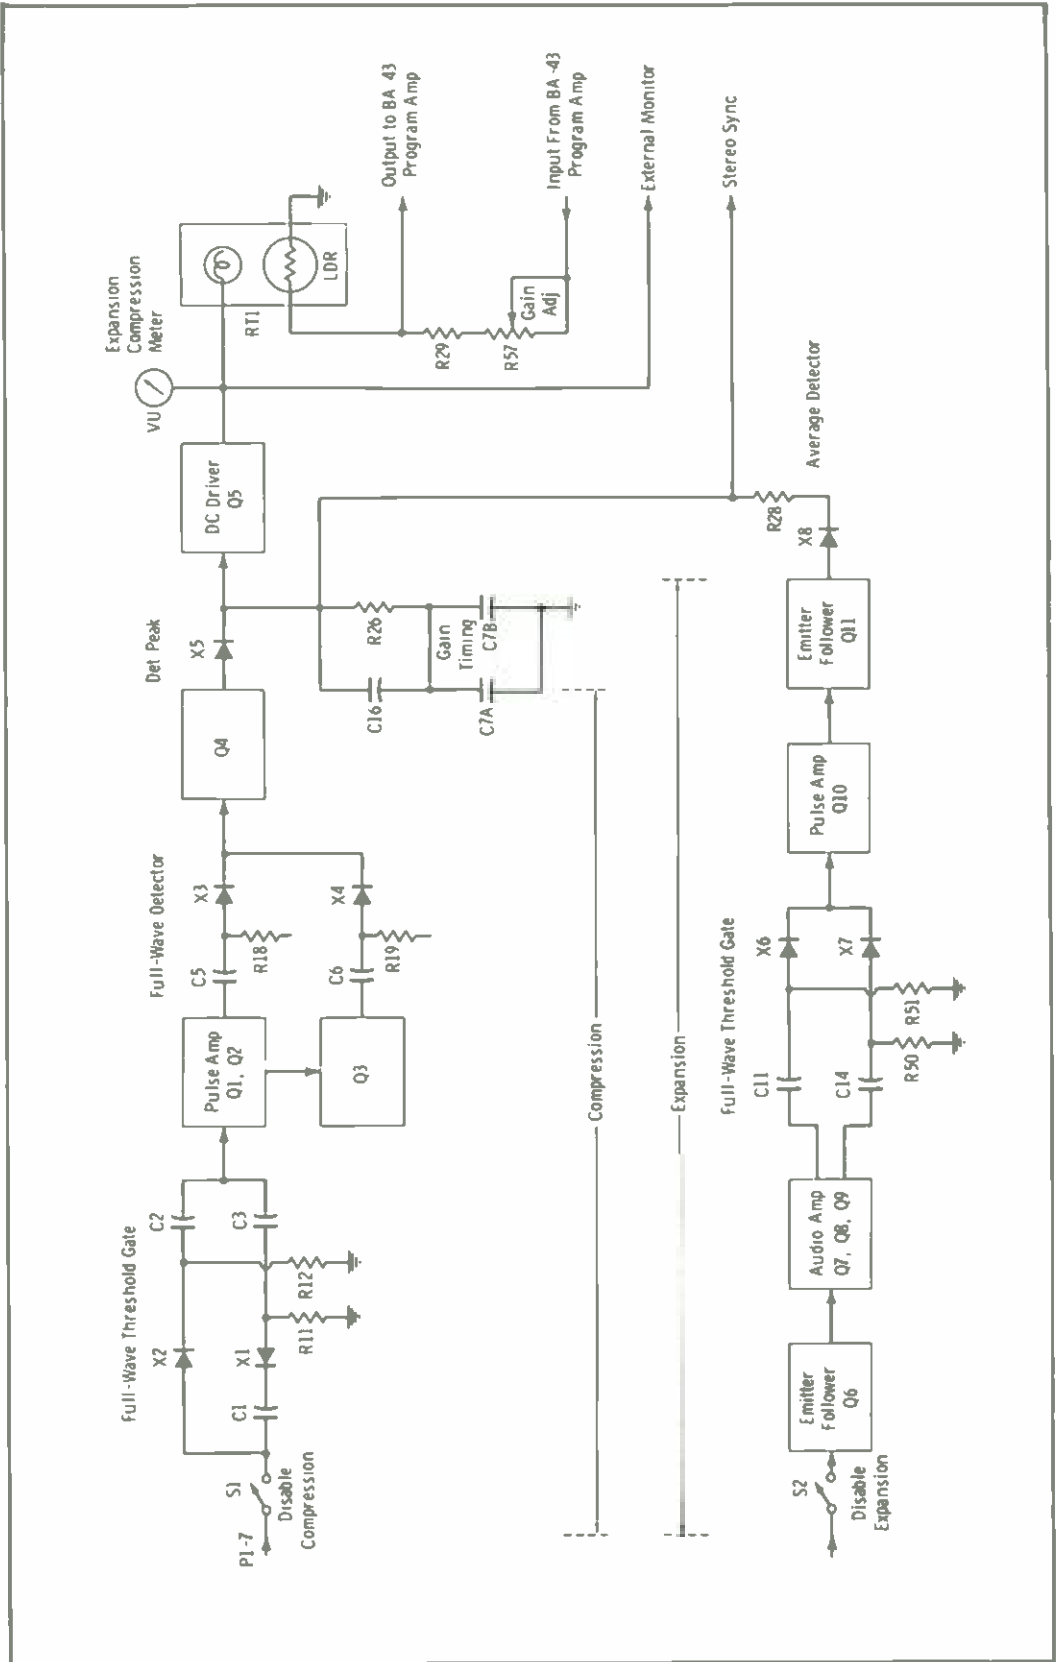 Full-Wave Threshold Gate
X2
C2
P1-7
S1
Disable
Compression
C1
X1
C3
R11
R12
Pulse Amp
Q1, Q2
Q3
Full-Wave Detector
C5
X3
R18
C6
X4
R19
Q4
Det Peak
X5
DC Driver
Q5
VU
Expansion
Compression
Meter
RT1
LDR
C16
R26
Gain
Timing
C7A
C7B
R29
R57
Gain
Adj
Output to BA 43
Program Amp
Input From BA-43
Program Amp
External Monitor
Stereo Sync
Compression
Expansion
S2
Disable
Expansion
Emitter
Follower
Q6
Audio Amp
Q7, Q8, Q9
Full-Wave Threshold Gate
C11
X6
C14
X7
R50
R51
Pulse Amp
Q10
Emitter
Follower
Q11
X8
R28
Average Detector